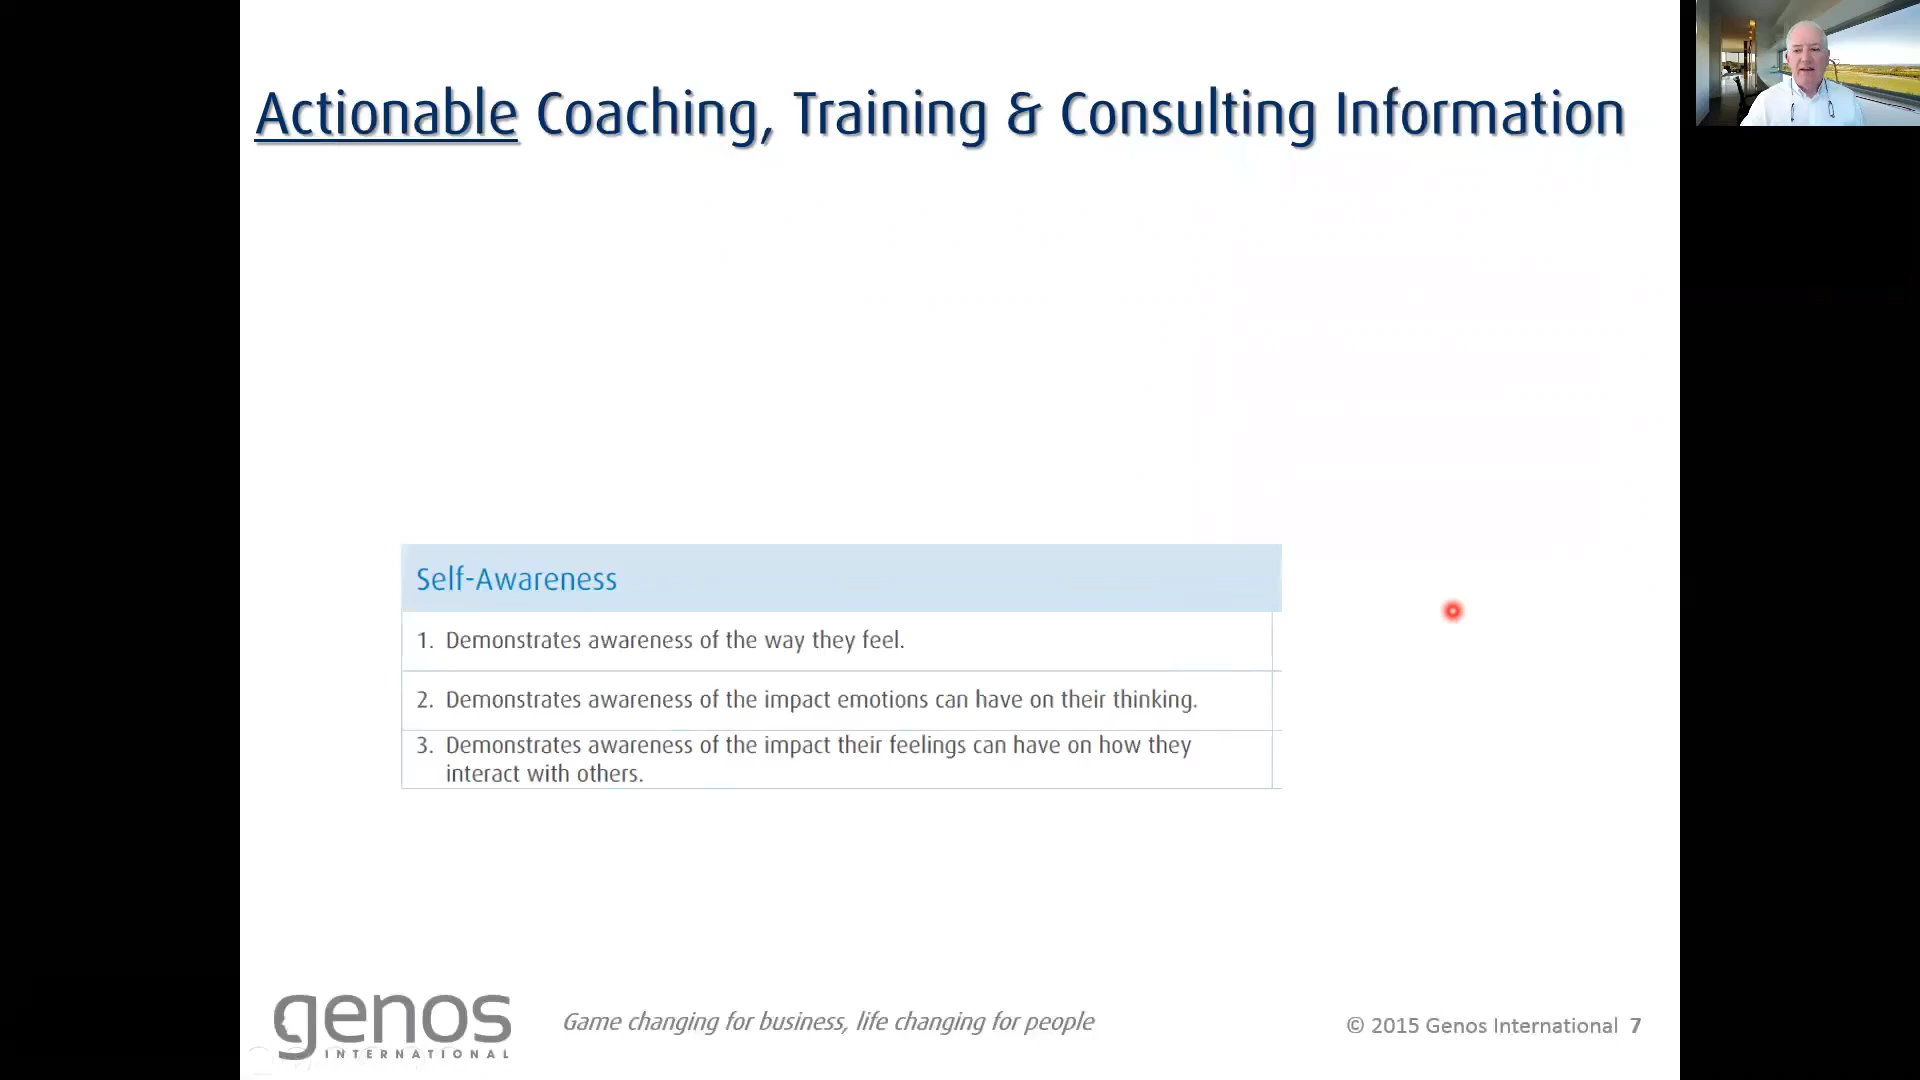 Actionable Coaching, Training & Consulting Information
Self-Awareness
1. Demonstrates awareness of the way they feel.
2. Demonstrates awareness of the impact emotions can have on their thinking.
3. Demonstrates awareness of the impact their feelings can have on how they
interact with others.
genos
INTERNATIONAL
Game changing for business, life changing for people
© 2015 Genos International 7